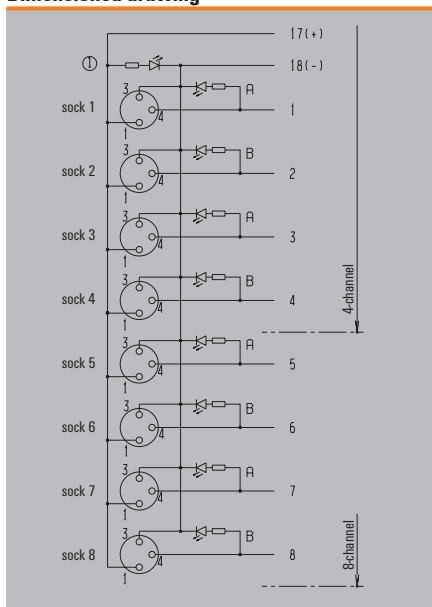 Dimensioned drawing
17(+)
Ⓘ 18(-)
3 A
sock 1 4 1
1
3 B
sock 2 4 2
1
3 A
sock 3 4 3
1
3 B
sock 4 4 4
1
4-channel
3 A
sock 5 4 5
1
3 B
sock 6 4 6
1
3 A
sock 7 4 7
1
3 B
sock 8 4 8
1
8-channel